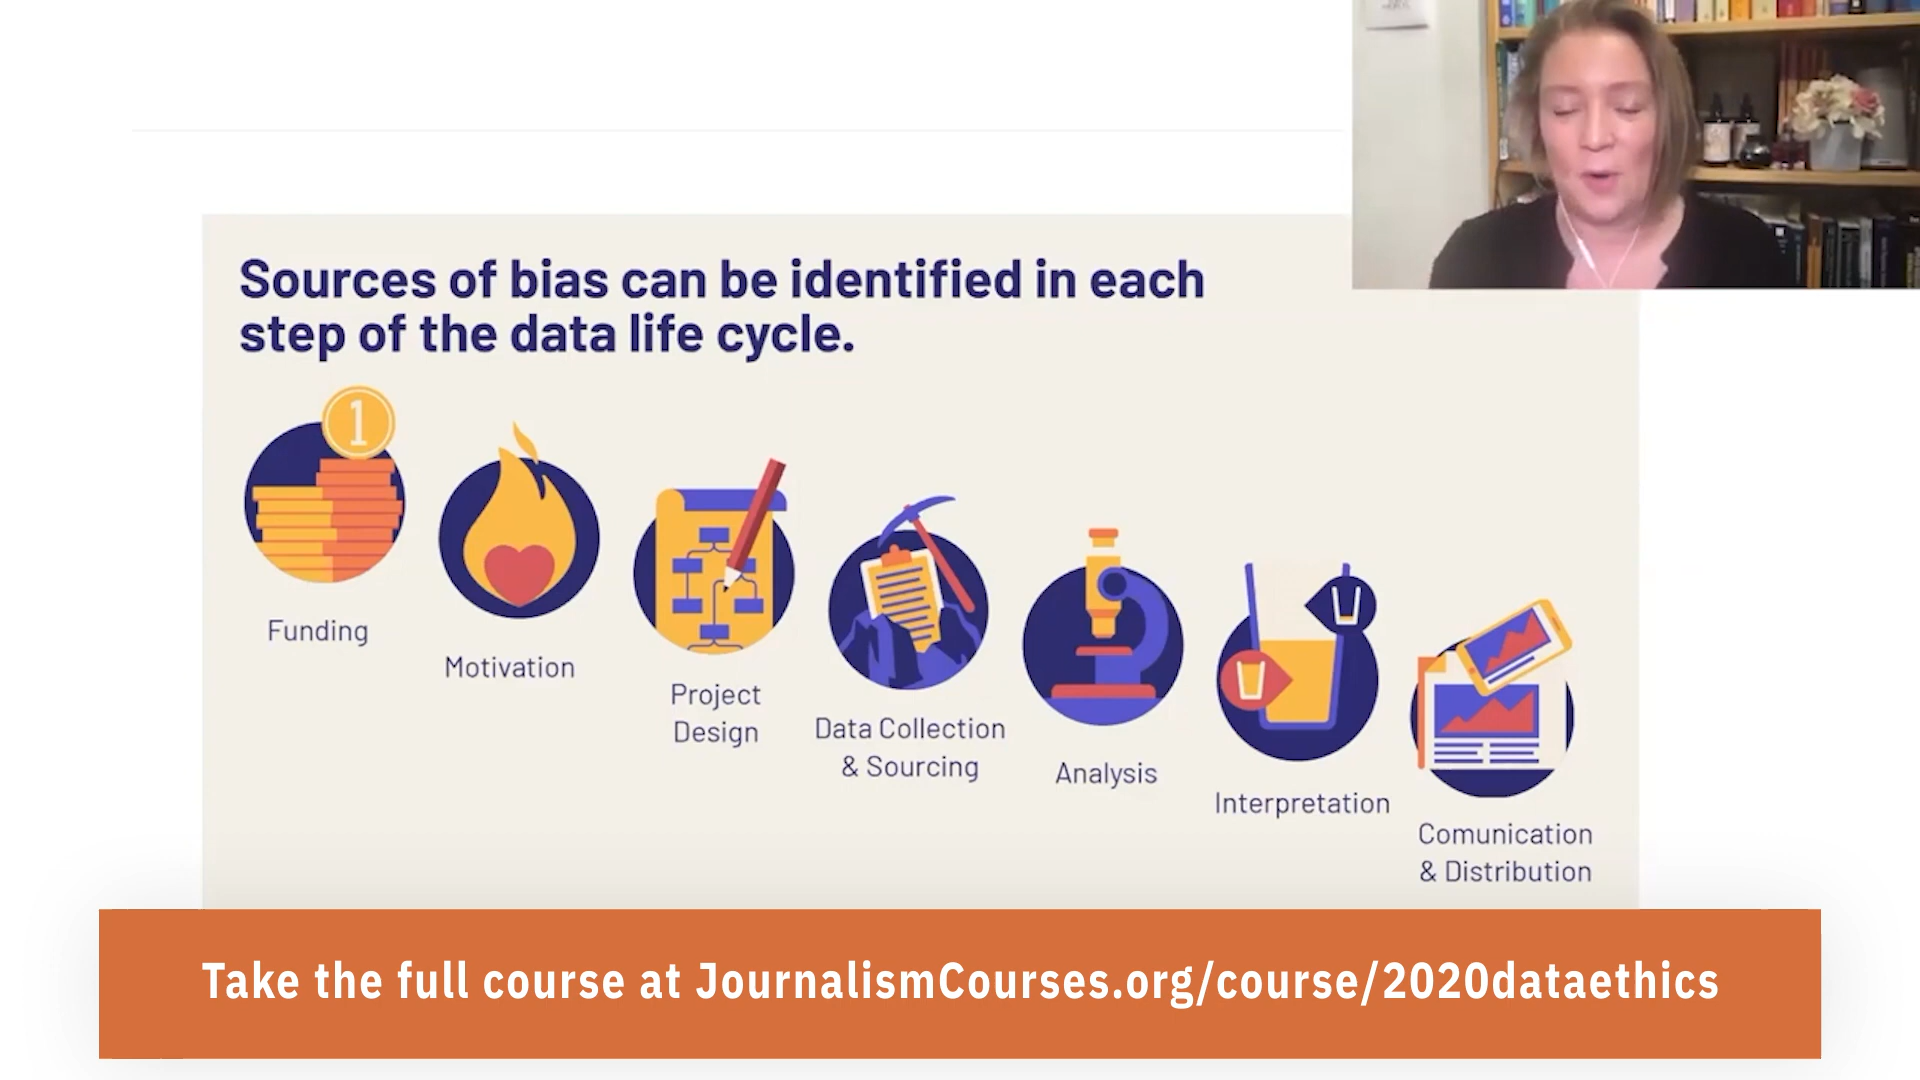 Sources of bias can be identified in each
step of the data life cycle.
1
Funding
Motivation
Project
Design
Data Collection
& Sourcing
Analysis
Interpretation
Comunication
& Distribution
Take the full course at JournalismCourses.org/course/2020dataethics